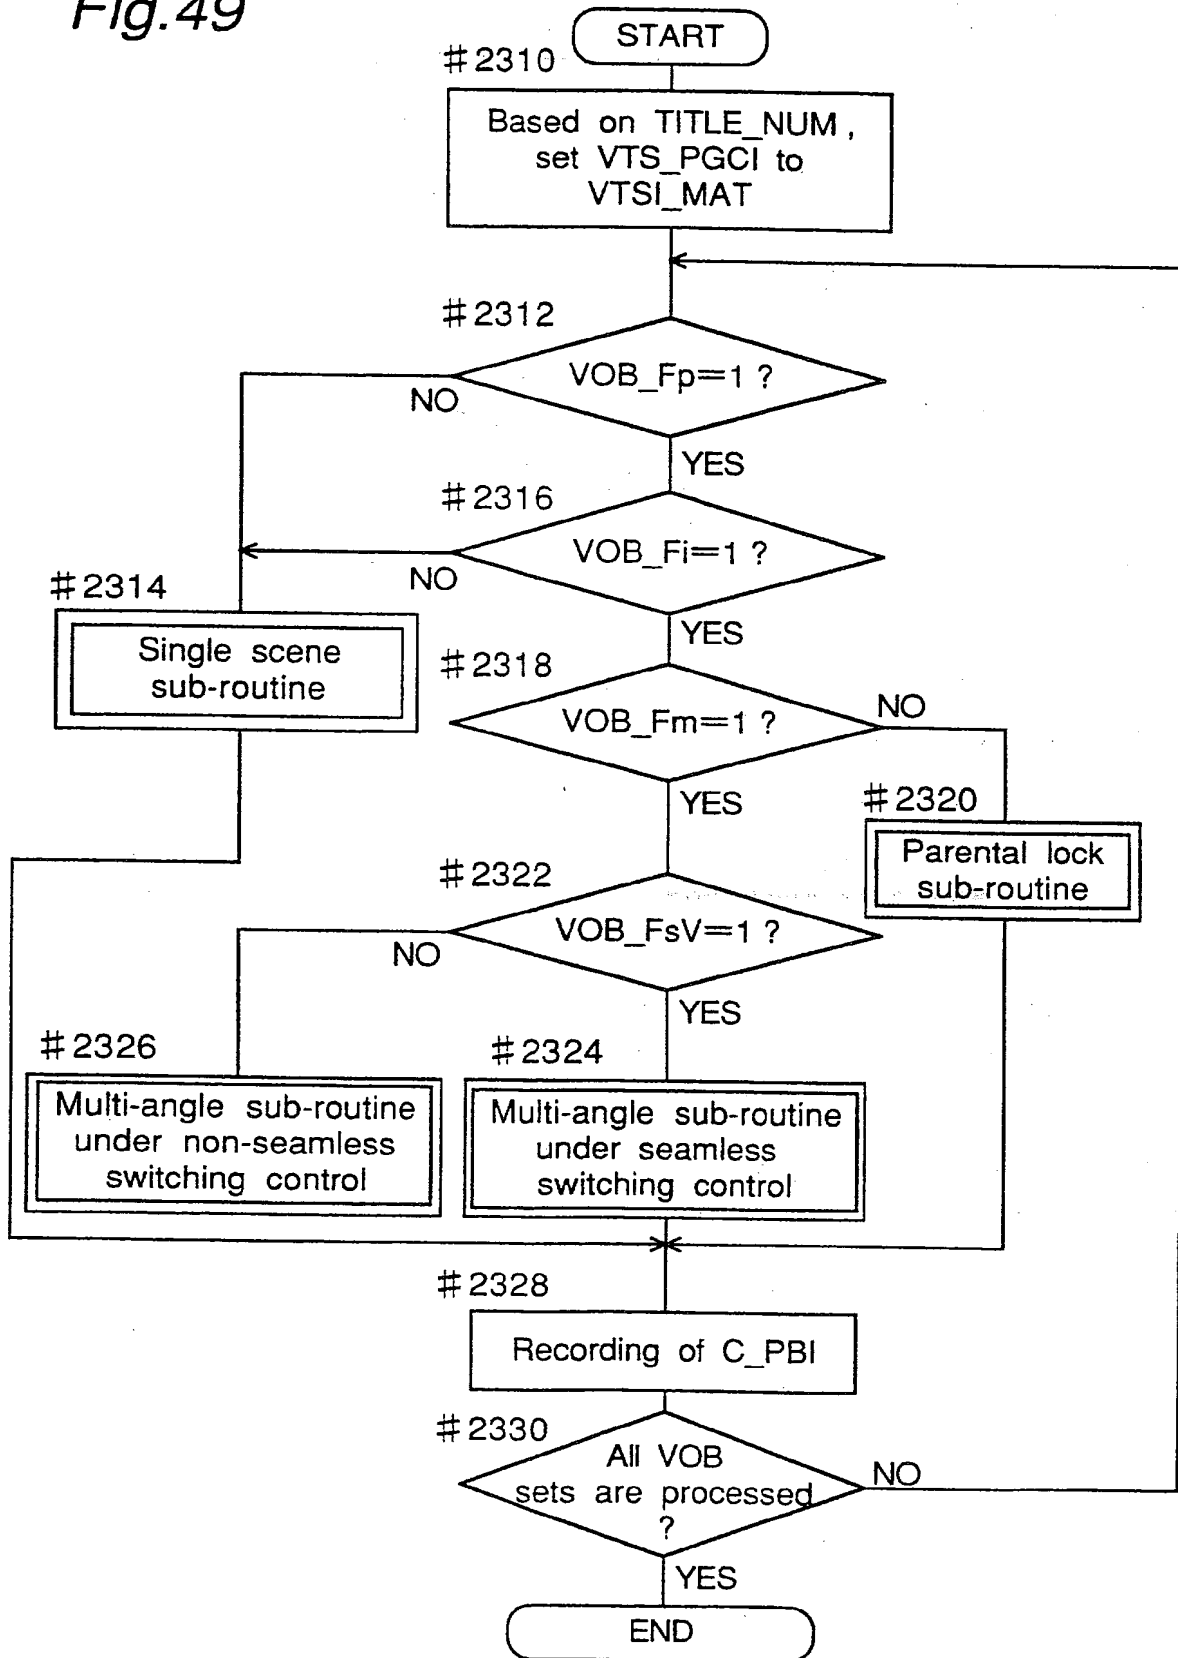 Fig.49
START
#2310
Based on TITLE_NUM,
set VTS_PGCI to
VTSI_MAT
#2312
VOB_Fp=1 ?
NO
YES
#2316
VOB_Fi=1 ?
NO
YES
#2314
Single scene
sub-routine
#2318
VOB_Fm=1 ?
NO
YES
#2320
Parental lock
sub-routine
#2322
VOB_FsV=1 ?
NO
YES
#2326
Multi-angle sub-routine
under non-seamless
switching control
#2324
Multi-angle sub-routine
under seamless
switching control
#2328
Recording of C_PBI
#2330
All VOB
sets are processed
?
NO
YES
END